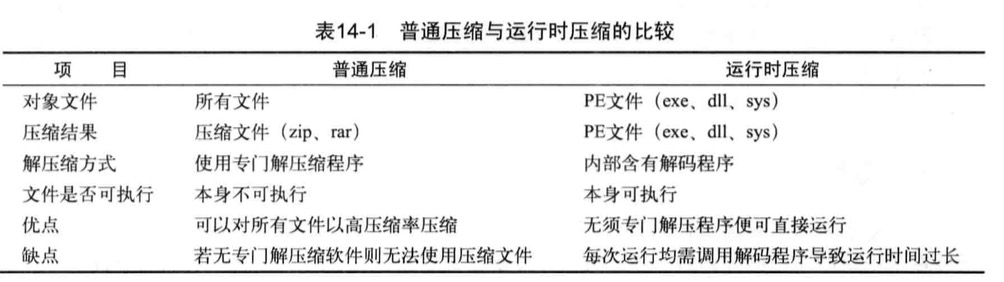 表14-1 普通压缩与运行时压缩的比较
项 目 普通压缩 运行时压缩
对象文件 所有文件 PE文件（exe、dll、sys）
压缩结果 压缩文件（zip、rar） PE文件（exe、dll、sys）
解压缩方式 使用专门解压缩程序 内部含有解码程序
文件是否可执行 本身不可执行 本身可执行
优点 可以对所有文件以高压缩率压缩 无须专门解压程序便可直接运行
缺点 若无专门解压缩软件则无法使用压缩文件 每次运行均需调用解码程序导致运行时间过长